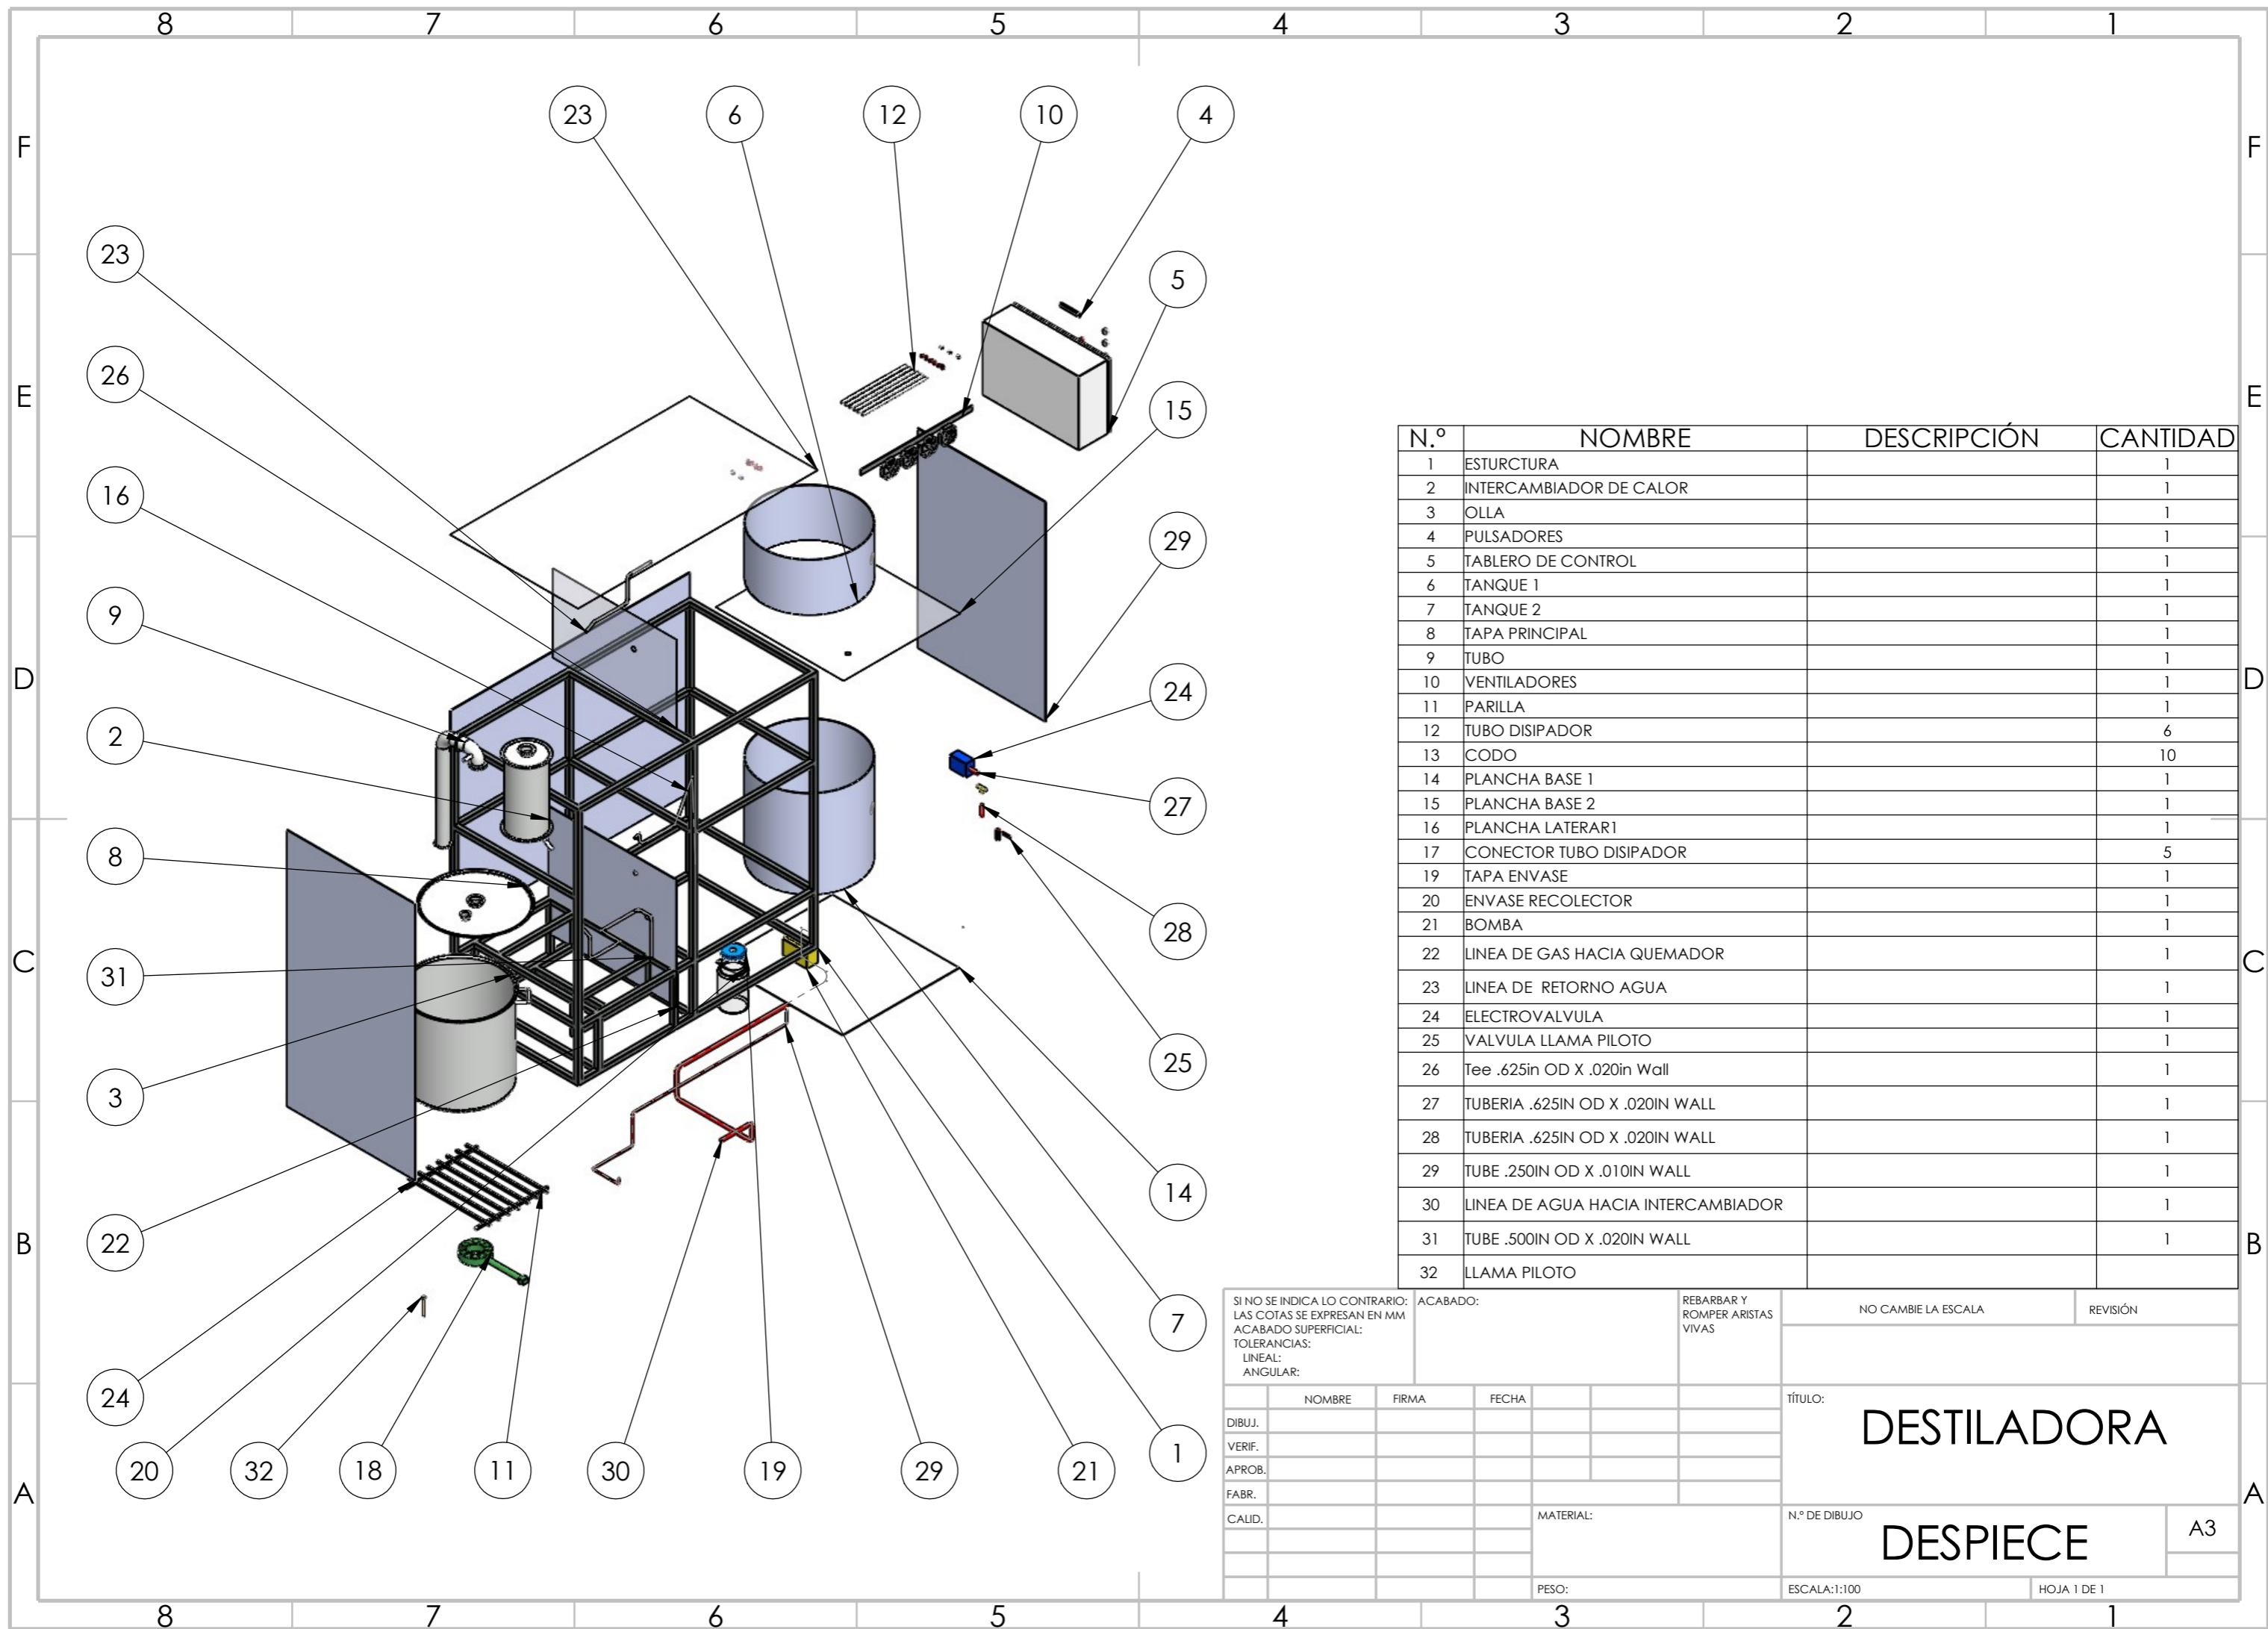 8 7 6 5 4 3 2 1
F F
E E
D D
C C
B B
A A
23 6 12 10 4
23
5
26
15
16
29
9
24
2
27
8
28
31
25
3
14
22
7
24
1
20 32 18 11 30 19 29 21
N.º NOMBRE DESCRIPCIÓN CANTIDAD
1 ESTURCTURA 1
2 INTERCAMBIADOR DE CALOR 1
3 OLLA 1
4 PULSADORES 1
5 TABLERO DE CONTROL 1
6 TANQUE 1 1
7 TANQUE 2 1
8 TAPA PRINCIPAL 1
9 TUBO 1
10 VENTILADORES 1
11 PARILLA 1
12 TUBO DISIPADOR 6
13 CODO 10
14 PLANCHA BASE 1 1
15 PLANCHA BASE 2 1
16 PLANCHA LATERAR1 1
17 CONECTOR TUBO DISIPADOR 5
19 TAPA ENVASE 1
20 ENVASE RECOLECTOR 1
21 BOMBA 1
22 LINEA DE GAS HACIA QUEMADOR 1
23 LINEA DE RETORNO AGUA 1
24 ELECTROVALVULA 1
25 VALVULA LLAMA PILOTO 1
26 Tee .625in OD X .020in Wall 1
27 TUBERIA .625IN OD X .020IN WALL 1
28 TUBERIA .625IN OD X .020IN WALL 1
29 TUBE .250IN OD X .010IN WALL 1
30 LINEA DE AGUA HACIA INTERCAMBIADOR 1
31 TUBE .500IN OD X .020IN WALL 1
32 LLAMA PILOTO
SI NO SE INDICA LO CONTRARIO:
LAS COTAS SE EXPRESAN EN MM
ACABADO SUPERFICIAL:
TOLERANCIAS:
LINEAL:
ANGULAR:
ACABADO:
REBARBAR Y
ROMPER ARISTAS
VIVAS
NO CAMBIE LA ESCALA
REVISIÓN
NOMBRE FIRMA FECHA
DIBUJ.
VERIF.
APROB.
FABR.
CALID.
TÍTULO:
DESTILADORA
MATERIAL:
N.º DE DIBUJO
DESPIECE
A3
PESO:
ESCALA:1:100
HOJA 1 DE 1
8 7 6 5 4 3 2 1